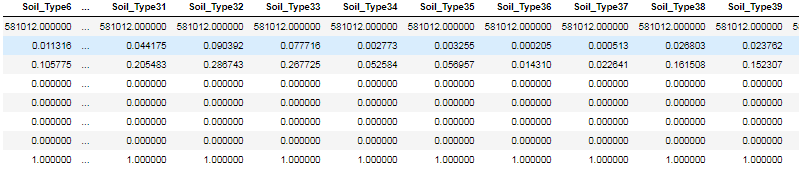 Soil_Type6 ... Soil_Type31 Soil_Type32 Soil_Type33 Soil_Type34 Soil_Type35 Soil_Type36 Soil_Type37 Soil_Type38 Soil_Type39
581012.000000 ... 581012.000000 581012.000000 581012.000000 581012.000000 581012.000000 581012.000000 581012.000000 581012.000000 581012.000000
0.011316 ... 0.044175 0.090392 0.077716 0.002773 0.003255 0.000205 0.000513 0.026803 0.023762
0.105775 ... 0.205483 0.286743 0.267725 0.052584 0.056957 0.014310 0.022641 0.161508 0.152307
0.000000 ... 0.000000 0.000000 0.000000 0.000000 0.000000 0.000000 0.000000 0.000000 0.000000
0.000000 ... 0.000000 0.000000 0.000000 0.000000 0.000000 0.000000 0.000000 0.000000 0.000000
0.000000 ... 0.000000 0.000000 0.000000 0.000000 0.000000 0.000000 0.000000 0.000000 0.000000
0.000000 ... 0.000000 0.000000 0.000000 0.000000 0.000000 0.000000 0.000000 0.000000 0.000000
1.000000 ... 1.000000 1.000000 1.000000 1.000000 1.000000 1.000000 1.000000 1.000000 1.000000